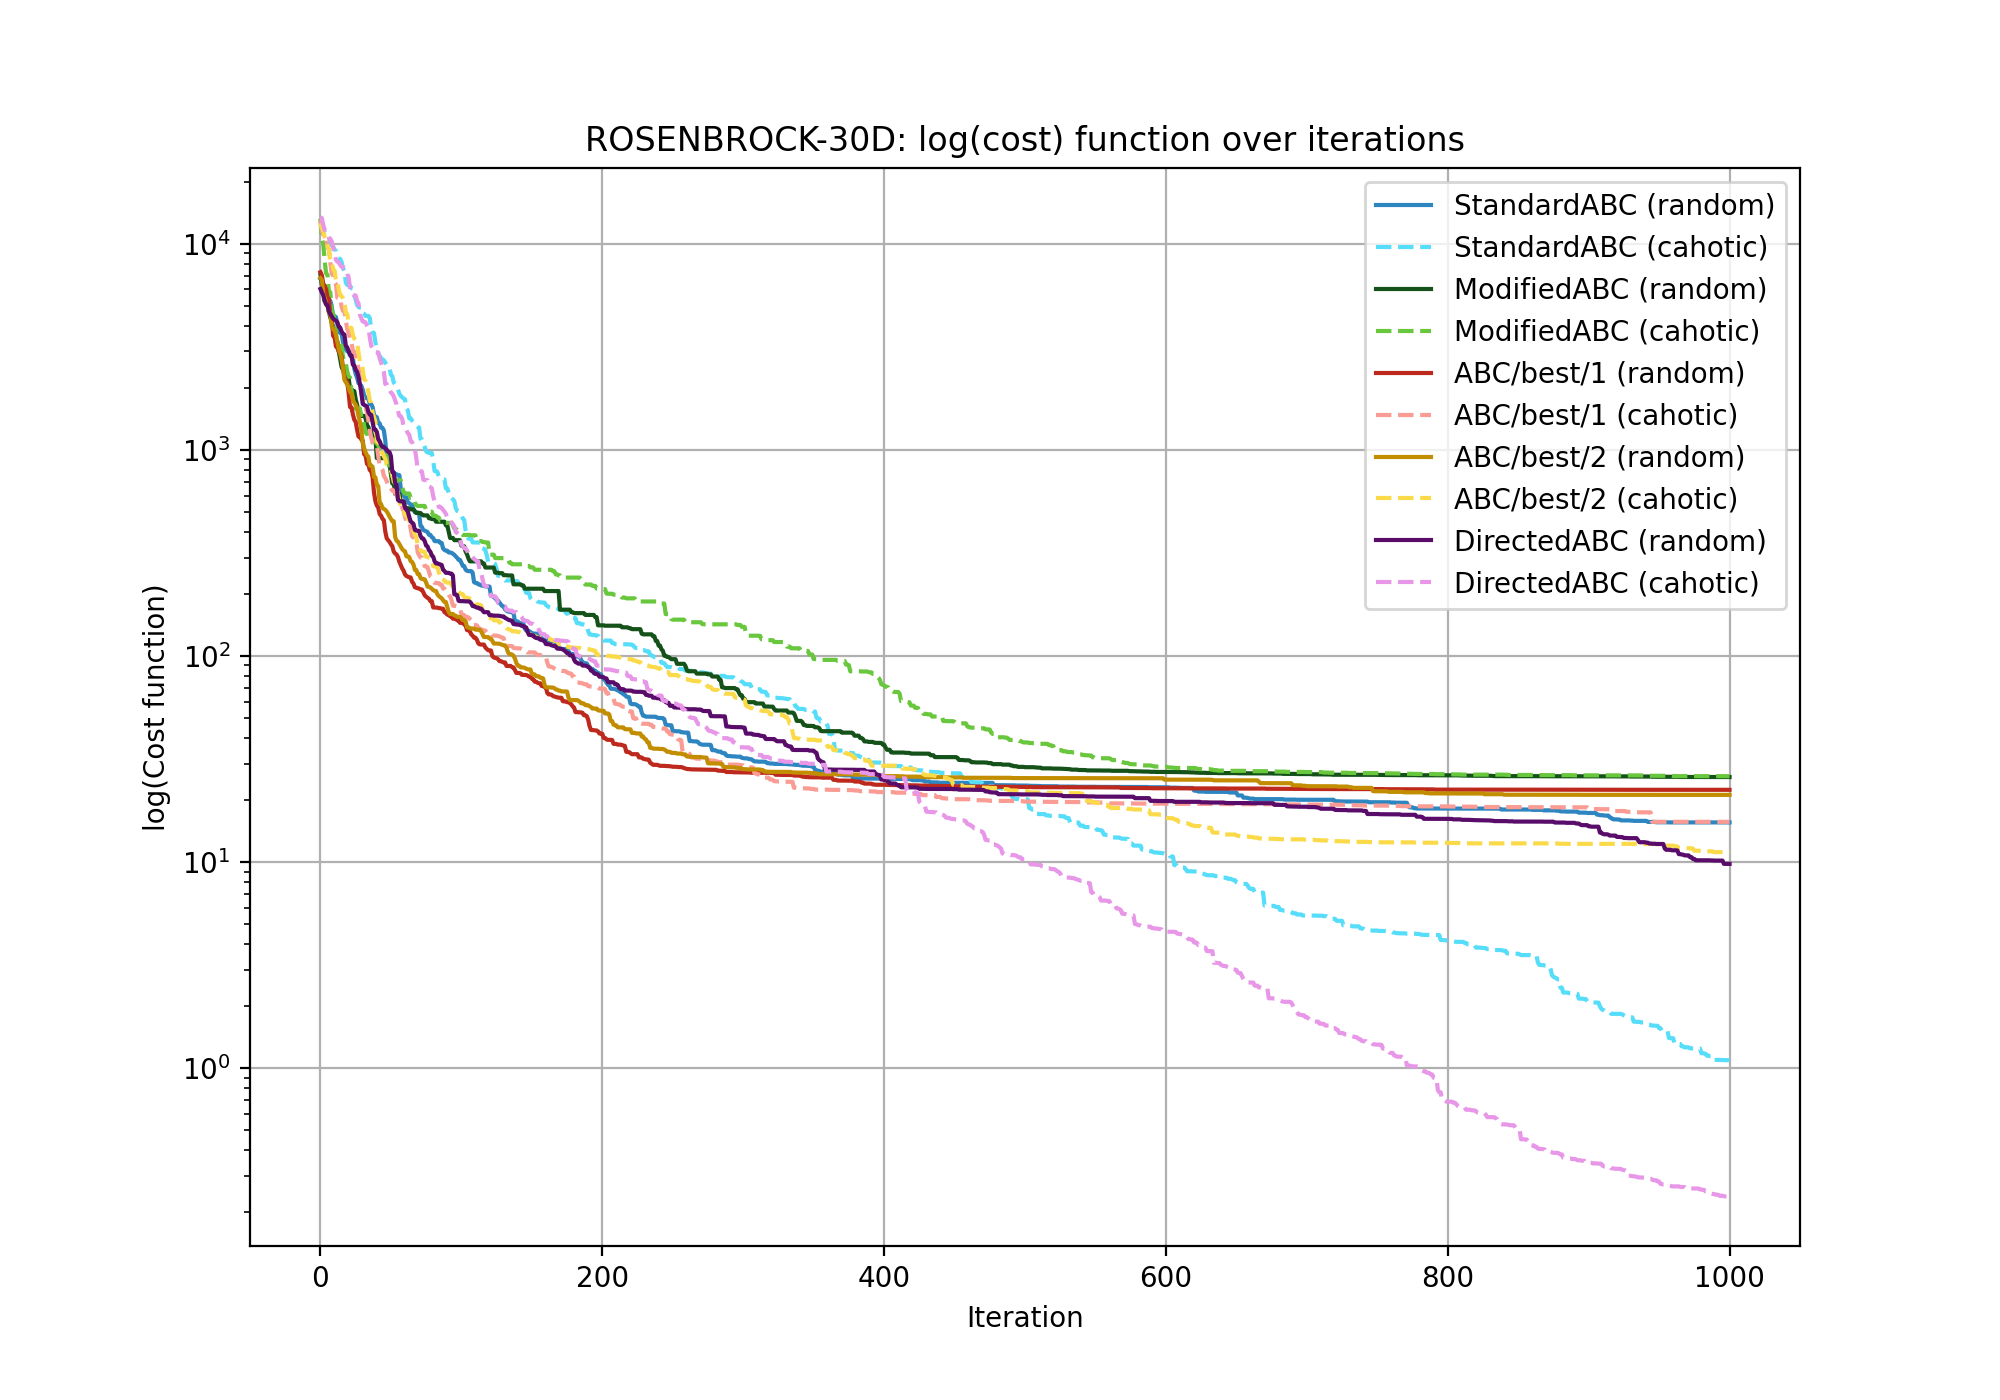 ROSENBROCK-30D: log(cost) function over iterations
StandardABC (random)
StandardABC (cahotic)
ModifiedABC (random)
ModifiedABC (cahotic)
ABC/best/1 (random)
ABC/best/1 (cahotic)
ABC/best/2 (random)
ABC/best/2 (cahotic)
DirectedABC (random)
DirectedABC (cahotic)
log(Cost function)
10⁴
10³
10²
10¹
10⁰
0 200 400 600 800 1000
Iteration